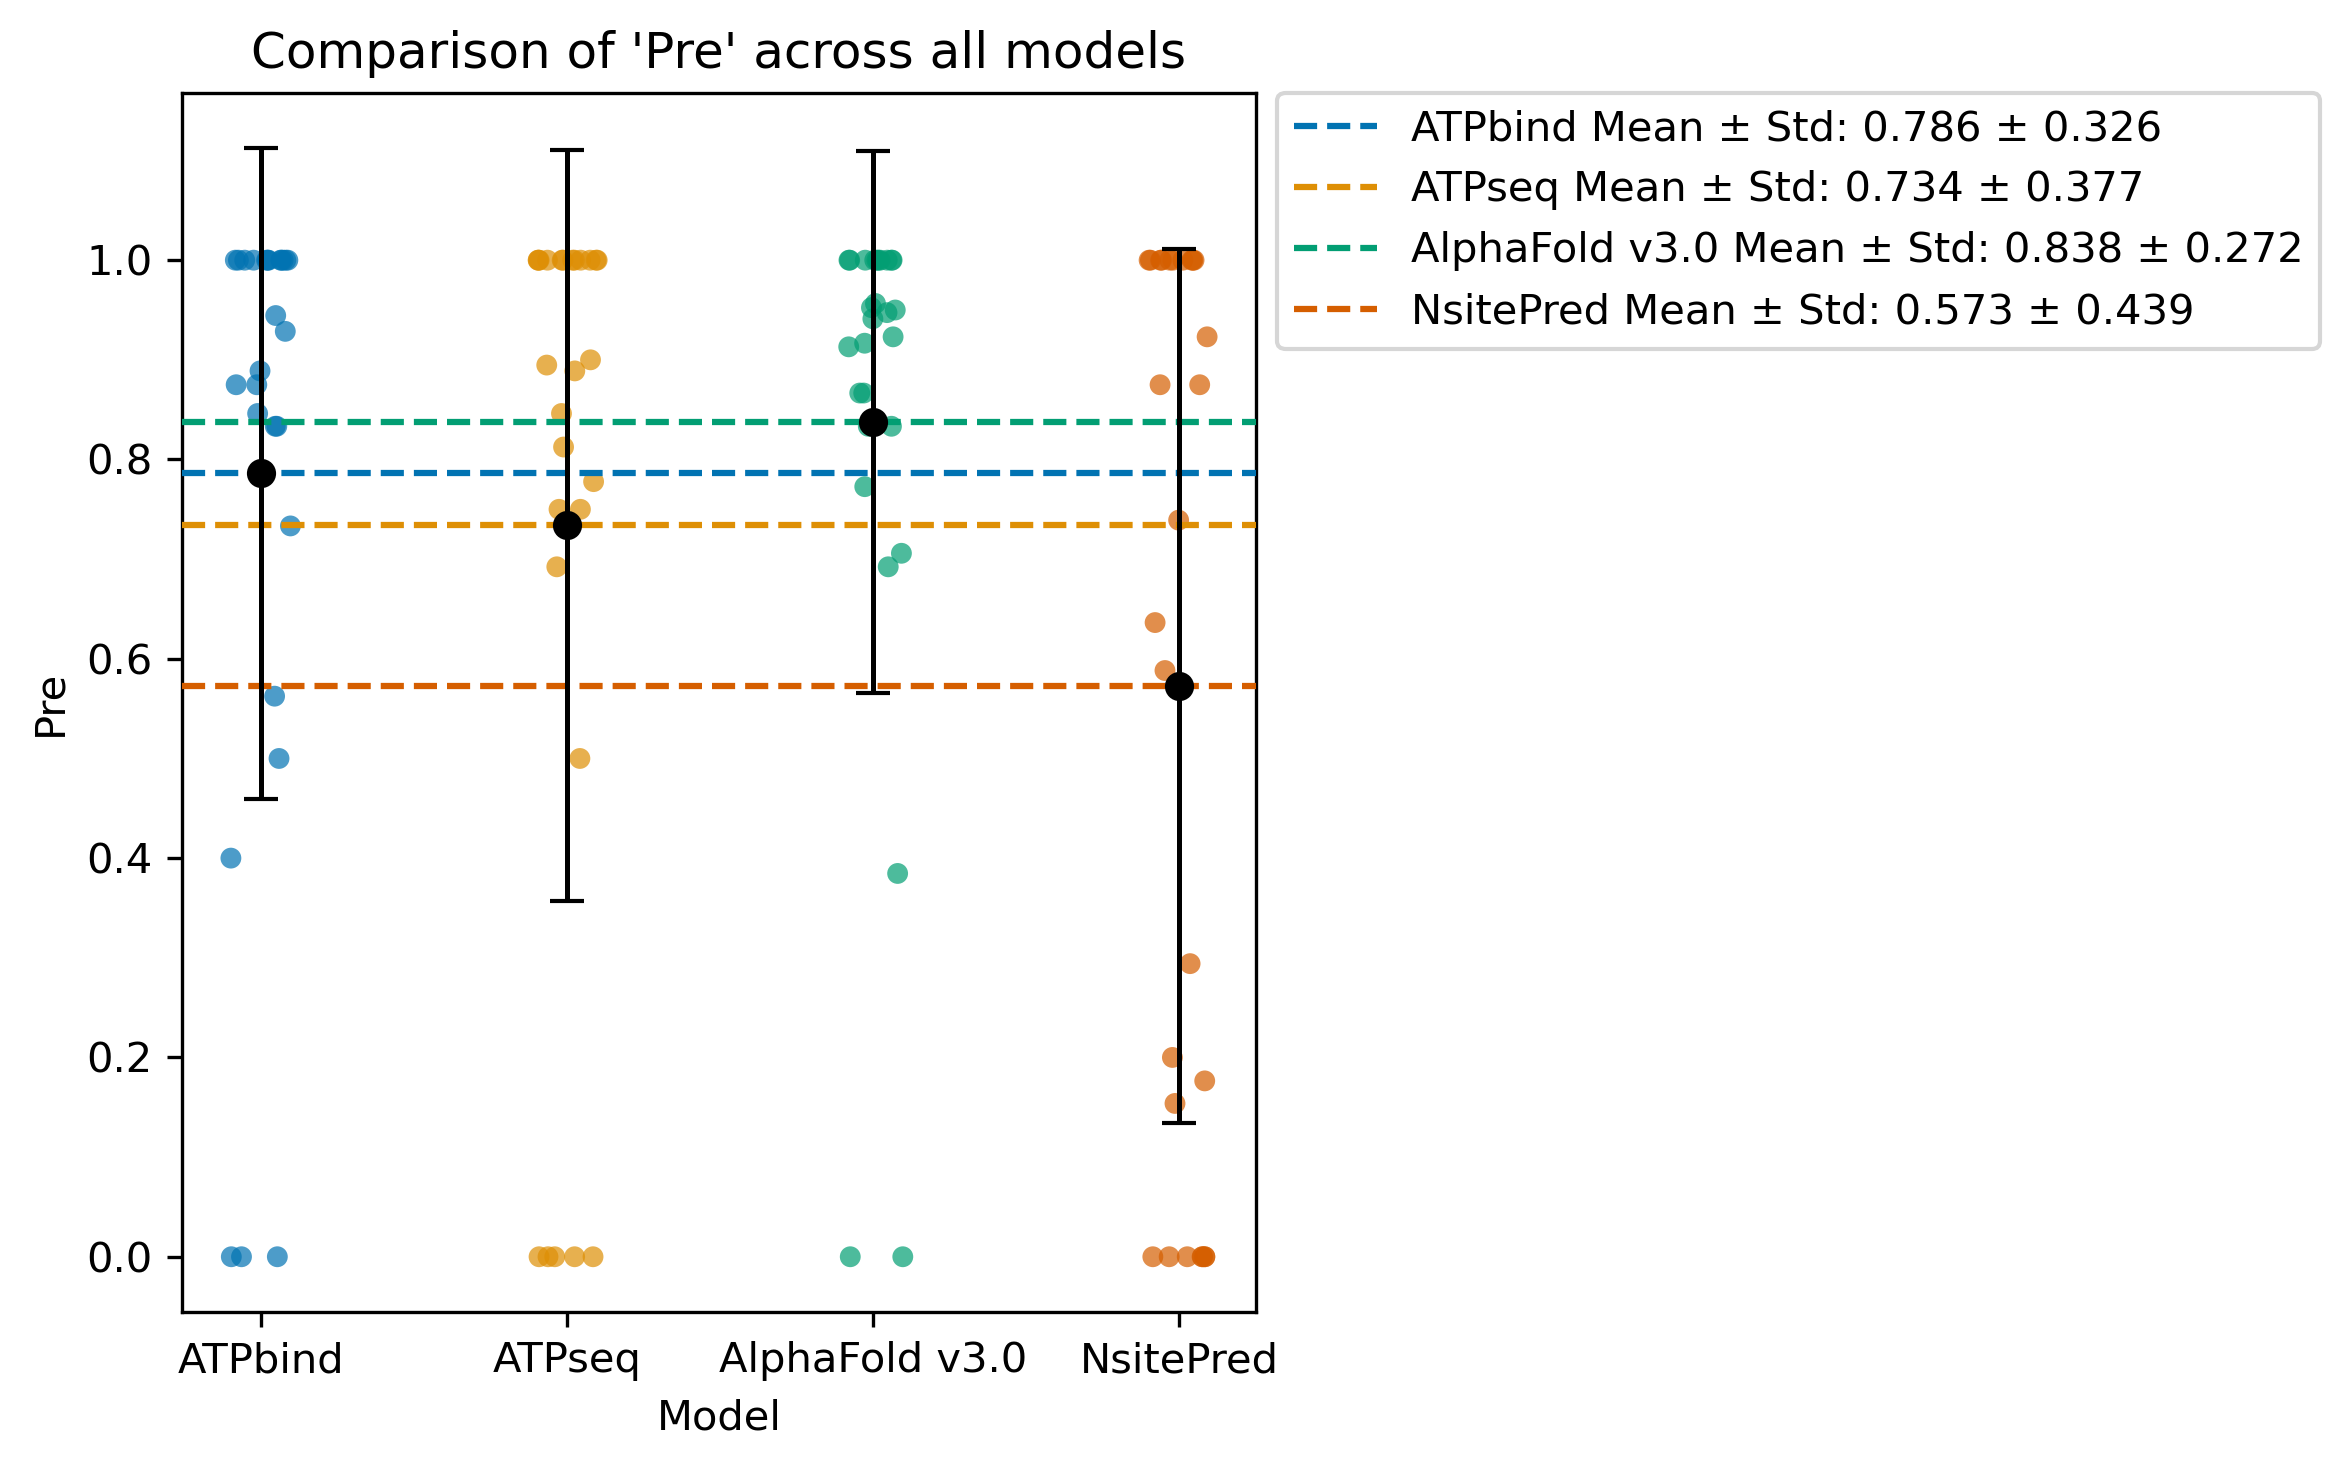 Comparison of 'Pre' across all models
ATPbind Mean ± Std: 0.786 ± 0.326
ATPseq Mean ± Std: 0.734 ± 0.377
AlphaFold v3.0 Mean ± Std: 0.838 ± 0.272
NsitePred Mean ± Std: 0.573 ± 0.439
Pre
1.0
0.8
0.6
0.4
0.2
0.0
ATPbind ATPseq AlphaFold v3.0 NsitePred
Model